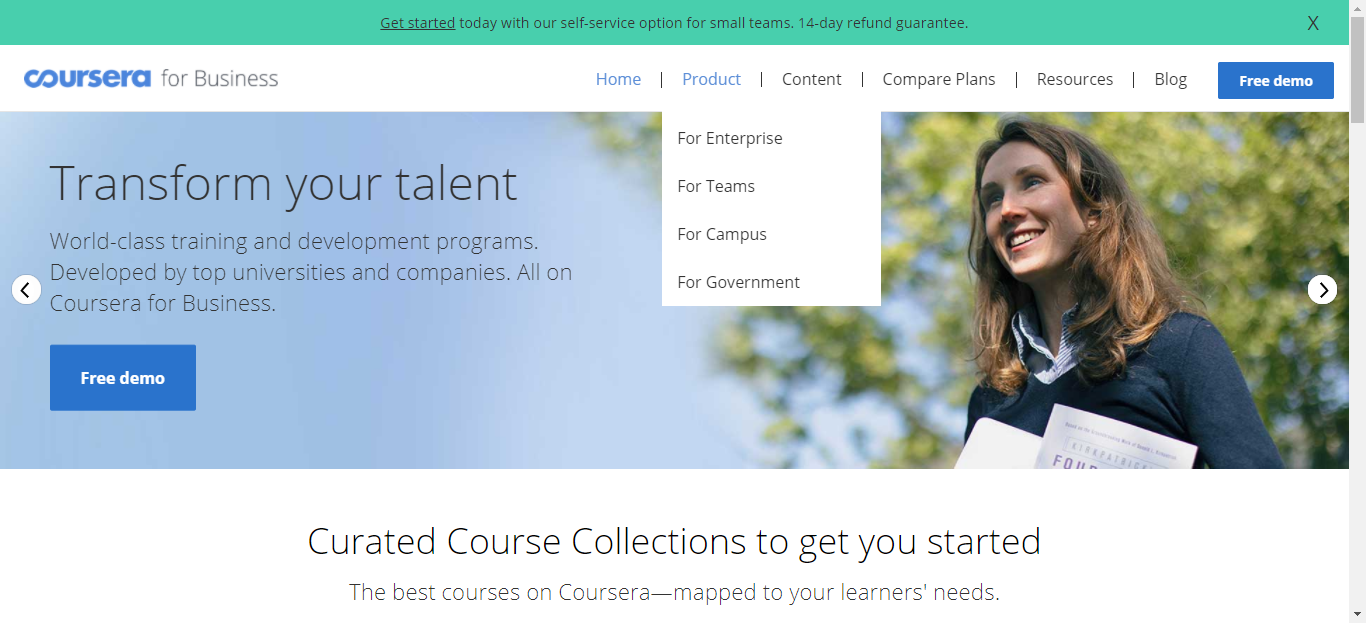 Get started today with our self-service option for small teams. 14-day refund guarantee.
X
coursera for Business
Home | Product | Content | Compare Plans | Resources | Blog
Free demo
For Enterprise
For Teams
For Campus
For Government
Transform your talent
World-class training and development programs.
Developed by top universities and companies. All on
Coursera for Business.
Free demo
KIRKPATRICK
FOUR
Curated Course Collections to get you started
The best courses on Coursera—mapped to your learners' needs.